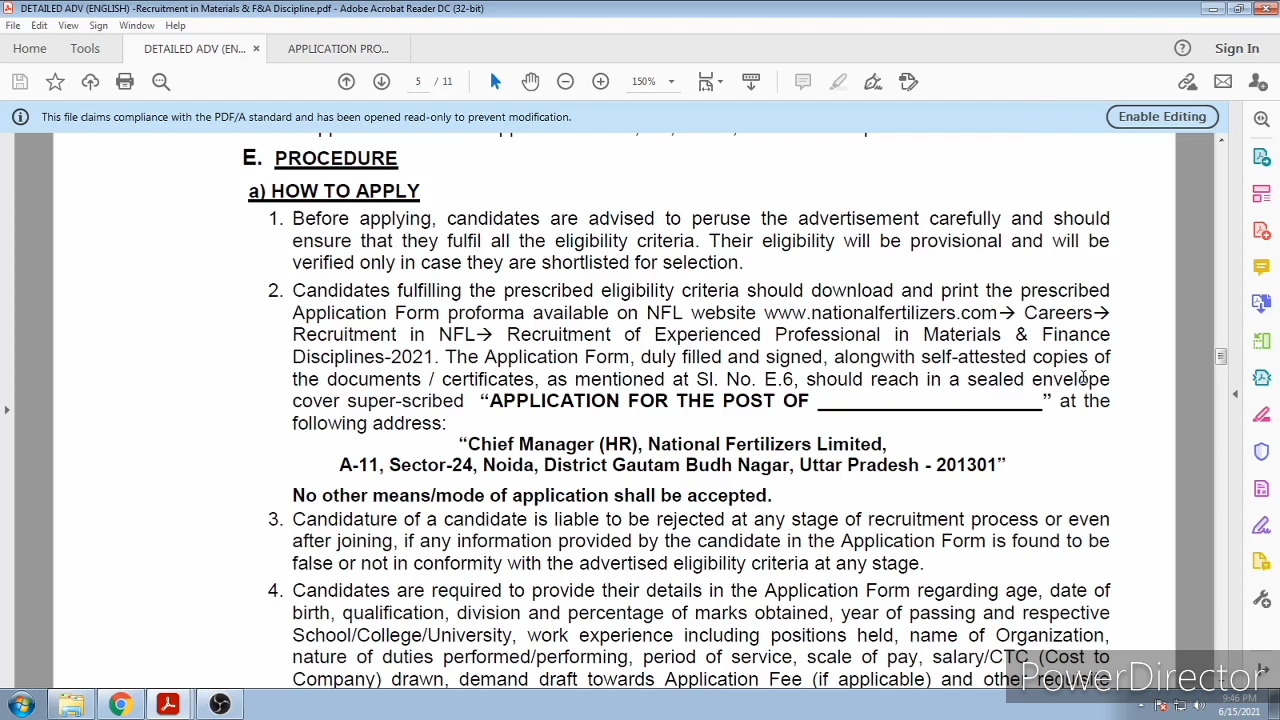 DETAILED ADV (ENGLISH) -Recruitment in Materials & F&A Discipline.pdf - Adobe Acrobat Reader DC (32-bit)
File Edit View Sign Window Help
Home Tools DETAILED ADV (EN... × APPLICATION PRO... Sign In
5 / 11 150%
This file claims compliance with the PDF/A standard and has been opened read-only to prevent modification. Enable Editing
E. PROCEDURE
a) HOW TO APPLY
1. Before applying, candidates are advised to peruse the advertisement carefully and should
ensure that they fulfil all the eligibility criteria. Their eligibility will be provisional and will be
verified only in case they are shortlisted for selection.
2. Candidates fulfilling the prescribed eligibility criteria should download and print the prescribed
Application Form proforma available on NFL website www.nationalfertilizers.com→ Careers→
Recruitment in NFL→ Recruitment of Experienced Professional in Materials & Finance
Disciplines-2021. The Application Form, duly filled and signed, alongwith self-attested copies of
the documents / certificates, as mentioned at Sl. No. E.6, should reach in a sealed envelope
cover super-scribed “APPLICATION FOR THE POST OF ____________________” at the
following address:
“Chief Manager (HR), National Fertilizers Limited,
A-11, Sector-24, Noida, District Gautam Budh Nagar, Uttar Pradesh - 201301”
No other means/mode of application shall be accepted.
3. Candidature of a candidate is liable to be rejected at any stage of recruitment process or even
after joining, if any information provided by the candidate in the Application Form is found to be
false or not in conformity with the advertised eligibility criteria at any stage.
4. Candidates are required to provide their details in the Application Form regarding age, date of
birth, qualification, division and percentage of marks obtained, year of passing and respective
School/College/University, work experience including positions held, name of Organization,
nature of duties performed/performing, period of service, scale of pay, salary/CTC (Cost to
Company) drawn, demand draft towards Application Fee (if applicable) and other requisite
PowerDirector
9:46 PM
6/15/2021